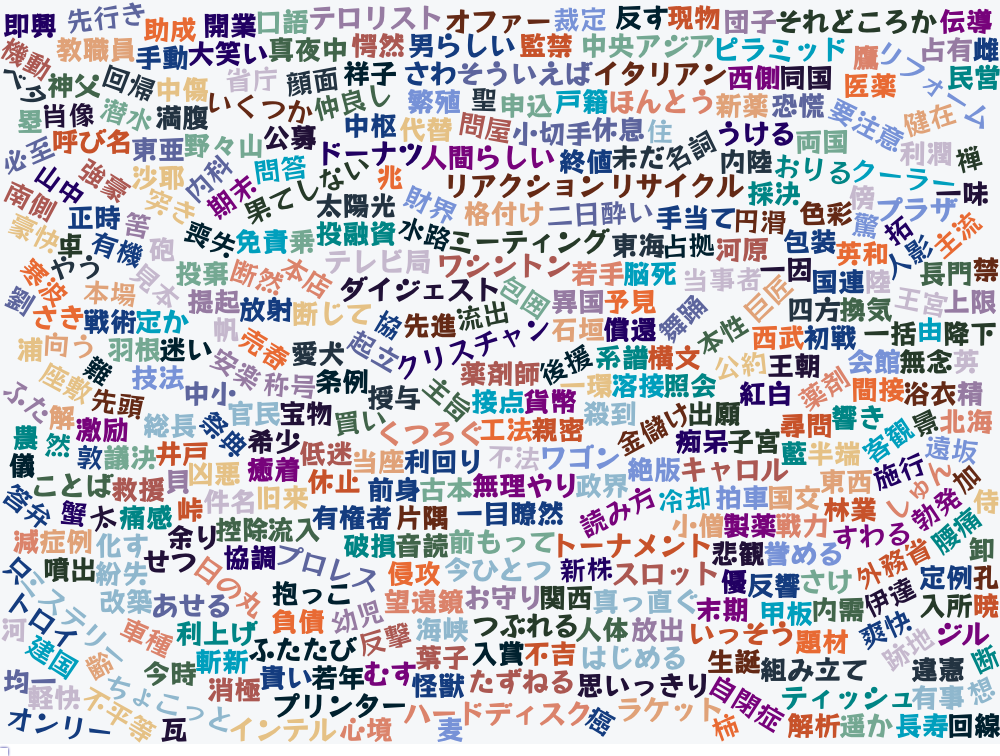 即興 先行き 助成 開業 口語 テロリスト オファー 裁定 反す 現物 団子 それどころか 伝導
機動 教職員 手動 大笑い 真夜中 愕然 男らしい 監禁 中央アジア ピラミッド 鷹 リフォーム 占有 雌
べる 神父 回帰 中傷 省庁 顔面 祥子 さわ そういえば イタリアン 西側 同国 医薬 民営
塁 肖像 潜水 満腹 いくつか 仲良し 繁殖 聖 申込 戸籍 ほんとう 新薬 恐慌 要注意 健在
必至 呼び名 東亜 野々山 公募 中枢 代替 問屋 小切手 休息 住 未だ 名詞 うける 両国 利潤 禅
山中 強豪 沙耶 内科 問答 ドーナツ 人間らしい 終値 内陸 おりる クーラー 一味
南側 正時 筈 突き 期末 果てしない 兆 太陽光 財界 リアクション リサイクル 採決 傍 プラザ 主流
豪快 卓 有機 砲 喪失 免責 乗 投融資 水路 格付け 二日酔い 手当て 円滑 色彩 驚 拓 人影
寒波 やう 見本 投棄 断然 本店 テレビ局 ミーティング ワシントン 東海 占拠 河原 包装 英和 長門 禁
劉 さき 本場 提起 放射 断じて ダイジェスト 包囲 異国 予見 若手 脳死 当事者 一因 国連 陸 王宮 上限
戦術 定か 帆 売春 協 先進 流出 石垣 償還 舞踊 本性 巨匠 四方 換気 西武 初戦 一括 由 降下
浦 向う 羽根 迷い 安楽 愛犬 起立 クリスチャン 薬剤師 後援 系譜 構文 公約 王朝 会館 無念 英
座敷 難 技法 中小 称号 条例 授与 主旨 一環 溶接 照会 紅白 薬剤 間接 浴衣 精
ふた 解 先頭 総長 祭典 官民 宝物 買い 接点 貨幣 殺到 金儲け 出願 尋問 響き 景 北海
農 然 激励 希少 低迷 くつろぐ 工法 親密 痴呆 子宮 藍 半端 客観 遠坂
儀 敦 議決 井戸 凶悪 癒着 当座 利回り 不法 ワゴン 絶版 キャロル 東西 施行 しゅん 加
答弁 ことば 救援 貝 件名 旧来 休止 前身 古本 無理やり 政界 読み方 冷却 拍車 国交 林業 勃発 侍
蟹 太 痛感 峠 控除 流入 有権者 片隅 一目瞭然 小僧 製薬 戦力 すわる 腰痛
減 症例 化す 余り 協調 プロレス 破損 音読 前もって トーナメント 悲観 誉める 外務省 卸
只 噴出 紛失 せつ 日の丸 抱っこ 侵攻 今ひとつ 新株 スロット 優 反響 さけ 伊達 定例 孔
トロイ ミステリー 改築 あせる 負債 幼児 望遠鏡 お守り 関西 真っ直ぐ 末期 甲板 内需 入所 暁
河 建国 車種 利上げ 反撃 海峡 つぶれる 人体 放出 いっそう 題材 爽快 跡地 ジル
齢 今時 斬新 ふたたび 葉子 入賞 不吉 はじめる 生誕 組み立て 違憲 断
均一 軽快 ちょこっと 消極 貴い 若年 むす 怪獣 たずねる 思いっきり 自閉症 ティッシュ 有事 想
オンリー 不平等 瓦 インテル プリンター 心境 ハードディスク 麦 癌 ラケット 柿 解析 遥か 長寿 回線